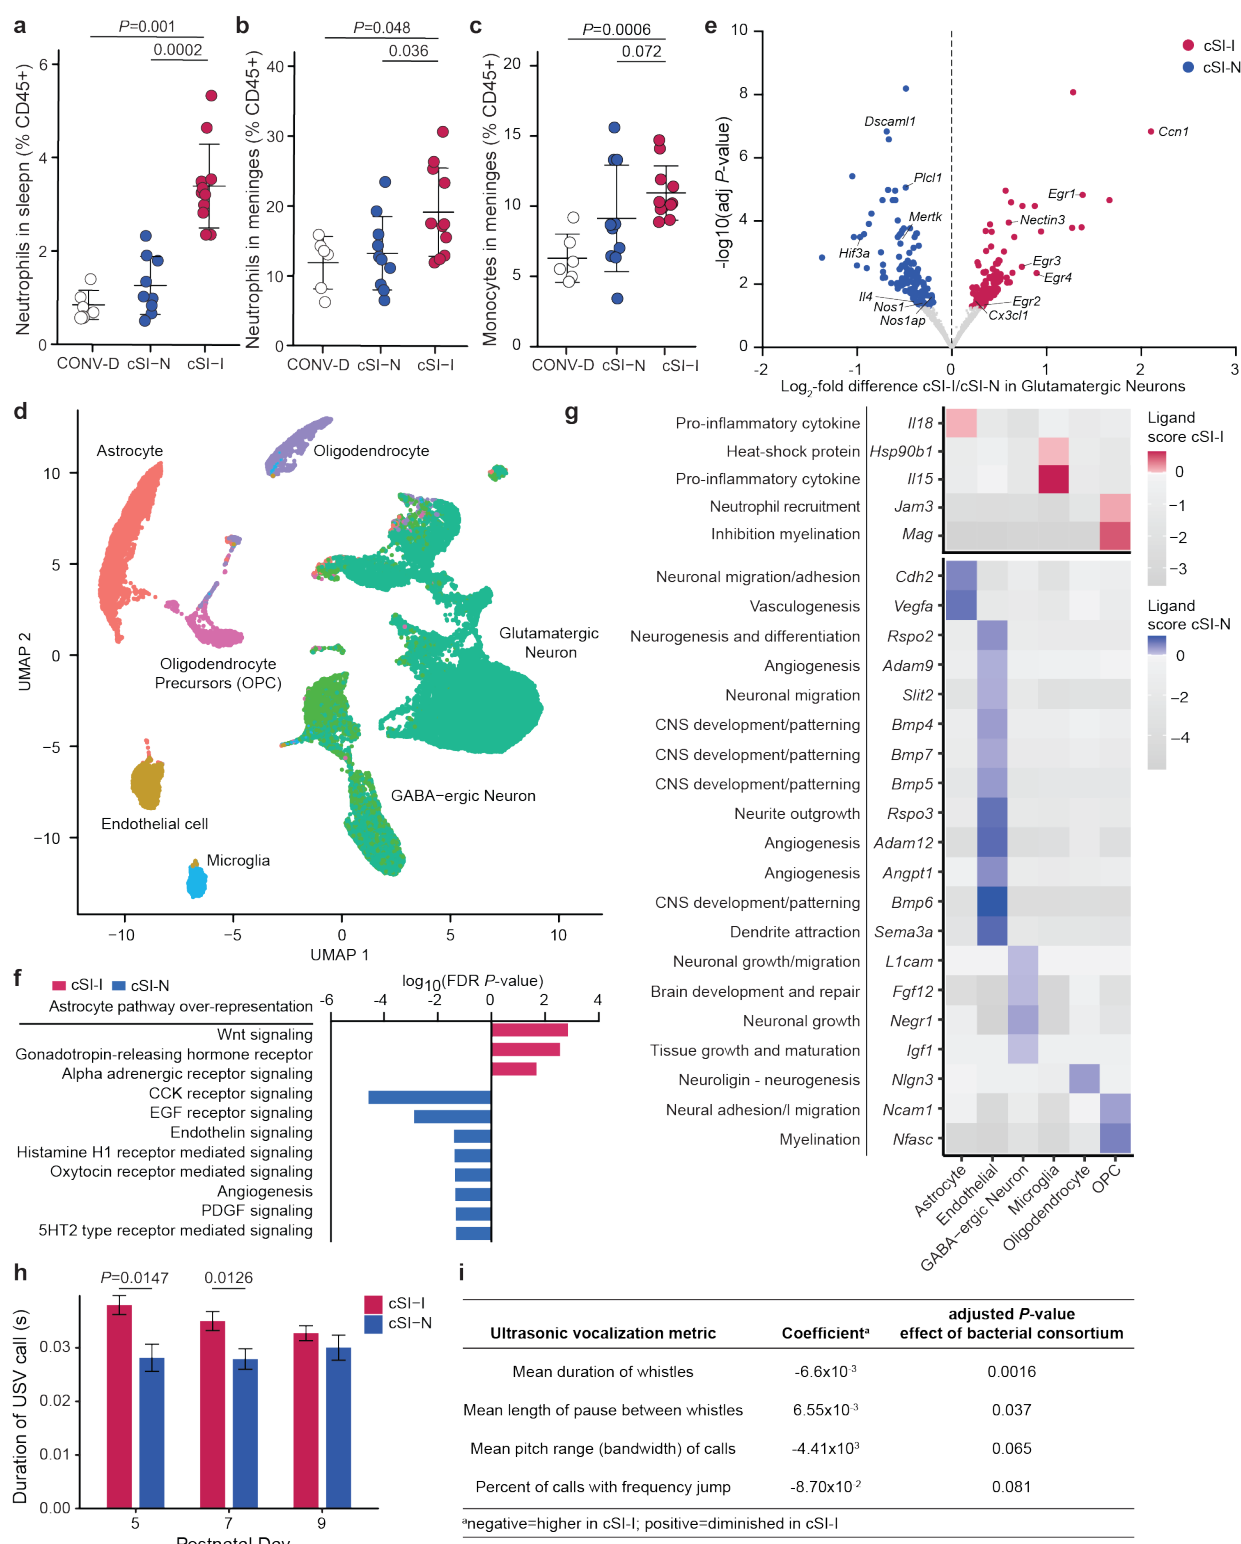 a
P=0.001
0.0002
Neutrophils in sleepn (% CD45+)
6
4
2
0
CONV-D cSI−N cSI−I
b
P=0.048
0.036
Neutrophils in meninges (% CD45+)
40
30
20
10
0
CONV-D cSI−N cSI−I
c
P=0.0006
0.072
Monocytes in meninges (% CD45+)
20
15
10
5
0
CONV-D cSI−N cSI−I
e
-log10(adj P-value)
10
8
6
4
2
0
cSI-I
cSI-N
Dscaml1
Ccn1
Plcl1
Egr1
Mertk
Nectin3
Hif3a
Egr3
Egr4
Il4
Nos1
Nos1ap
Egr2
Cx3cl1
-2 -1 0 1 2 3
Log2-fold difference cSI-I/cSI-N in Glutamatergic Neurons
d
UMAP 2
10
5
0
−5
−10
Astrocyte
Oligodendrocyte
Glutamatergic
Neuron
Oligodendrocyte
Precursors (OPC)
GABA−ergic Neuron
Endothelial cell
Microglia
−10 −5 0 5 10
UMAP 1
g
Pro-inflammatory cytokine Il18
Heat-shock protein Hsp90b1
Pro-inflammatory cytokine Il15
Neutrophil recruitment Jam3
Inhibition myelination Mag
Neuronal migration/adhesion Cdh2
Vasculogenesis Vegfa
Neurogenesis and differentiation Rspo2
Angiogenesis Adam9
Neuronal migration Slit2
CNS development/patterning Bmp4
CNS development/patterning Bmp7
CNS development/patterning Bmp5
Neurite outgrowth Rspo3
Angiogenesis Adam12
Angiogenesis Angpt1
CNS development/patterning Bmp6
Dendrite attraction Sema3a
Neuronal growth/migration L1cam
Brain development and repair Fgf12
Neuronal growth Negr1
Tissue growth and maturation Igf1
Neuroligin - neurogenesis Nlgn3
Neural adhesion/l migration Ncam1
Myelination Nfasc
Astrocyte
Endothelial
GABA−ergic Neuron
Microglia
Oligodendrocyte
OPC
Ligand
score cSI-I
0
−1
−2
−3
Ligand
score cSI-N
0
−2
−4
f
cSI-I cSI-N
log10(FDR P-value)
Astrocyte pathway over-representation
-6 -4 -2 0 2 4
Wnt signaling
Gonadotropin-releasing hormone receptor
Alpha adrenergic receptor signaling
CCK receptor signaling
EGF receptor signaling
Endothelin signaling
Histamine H1 receptor mediated signaling
Oxytocin receptor mediated signaling
Angiogenesis
PDGF signaling
5HT2 type receptor mediated signaling
h
P=0.0147 0.0126
cSI−I
cSI−N
Duration of USV call (s)
0.03
0.02
0.01
0.00
5 7 9
Postnatal Day
i
Ultrasonic vocalization metric Coefficientᵃ adjusted P-value
effect of bacterial consortium
Mean duration of whistles -6.6x10⁻³ 0.0016
Mean length of pause between whistles 6.55x10⁻³ 0.037
Mean pitch range (bandwidth) of calls -4.41x10³ 0.065
Percent of calls with frequency jump -8.70x10⁻² 0.081
ᵃnegative=higher in cSI-I; positive=diminished in cSI-I